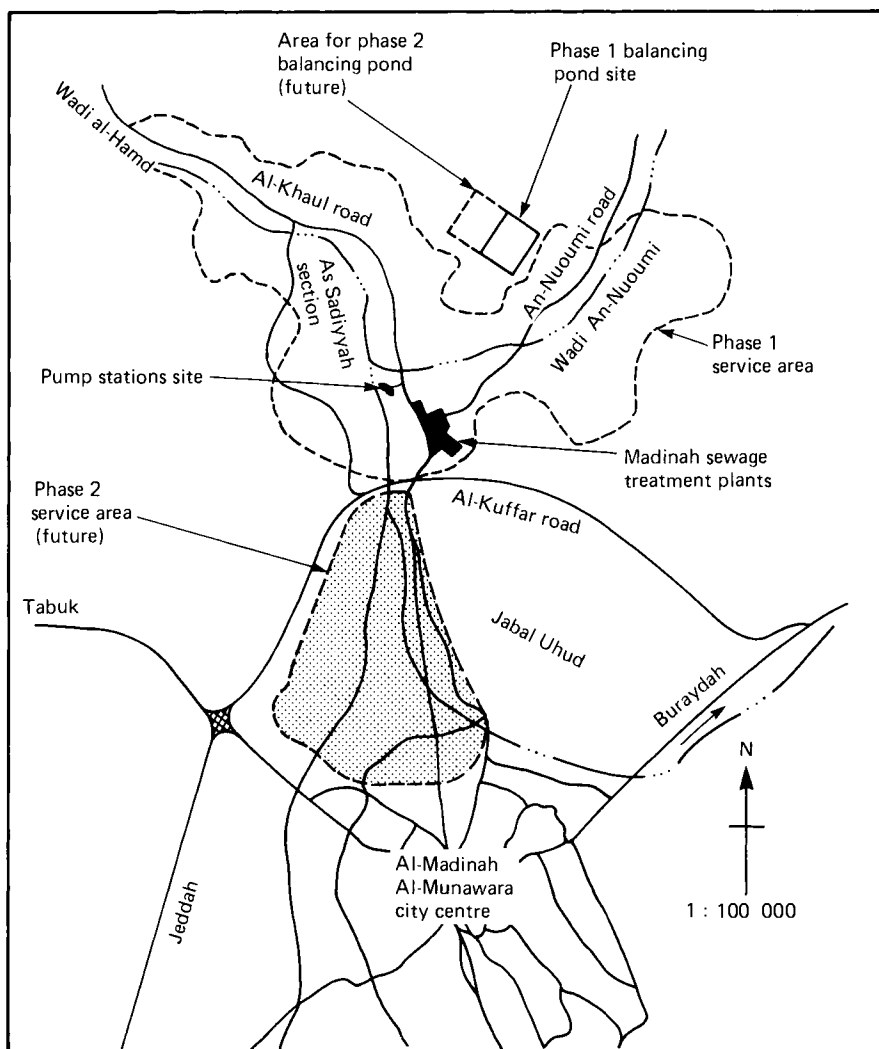 Area for phase 2
balancing pond
(future)
Phase 1 balancing
pond site
Wadi al-Hamd
Al-Khaul road
An-Nuoumi road
As Sadiyyah
section
Wadi An-Nuoumi
Phase 1
service area
Pump stations site
Madinah sewage
treatment plants
Phase 2
service area
(future)
Al-Kuffar road
Tabuk
Jabal Uhud
Buraydah
N
Al-Madinah
Al-Munawara
city centre
1 : 100 000
Jeddah